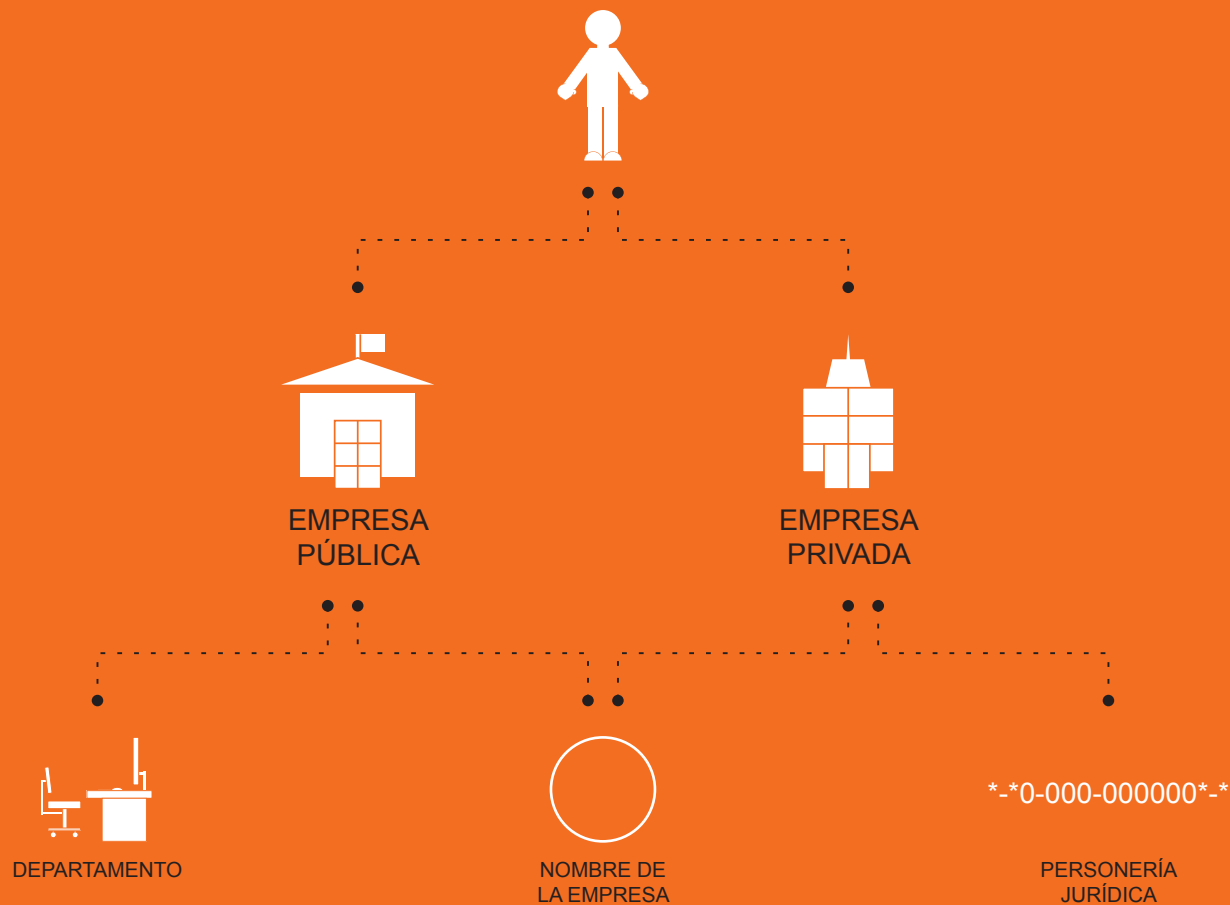 EMPRESA
PÚBLICA
EMPRESA
PRIVADA
*-*0-000-000000*-*
DEPARTAMENTO
NOMBRE DE
LA EMPRESA
PERSONERÍA
JURÍDICA